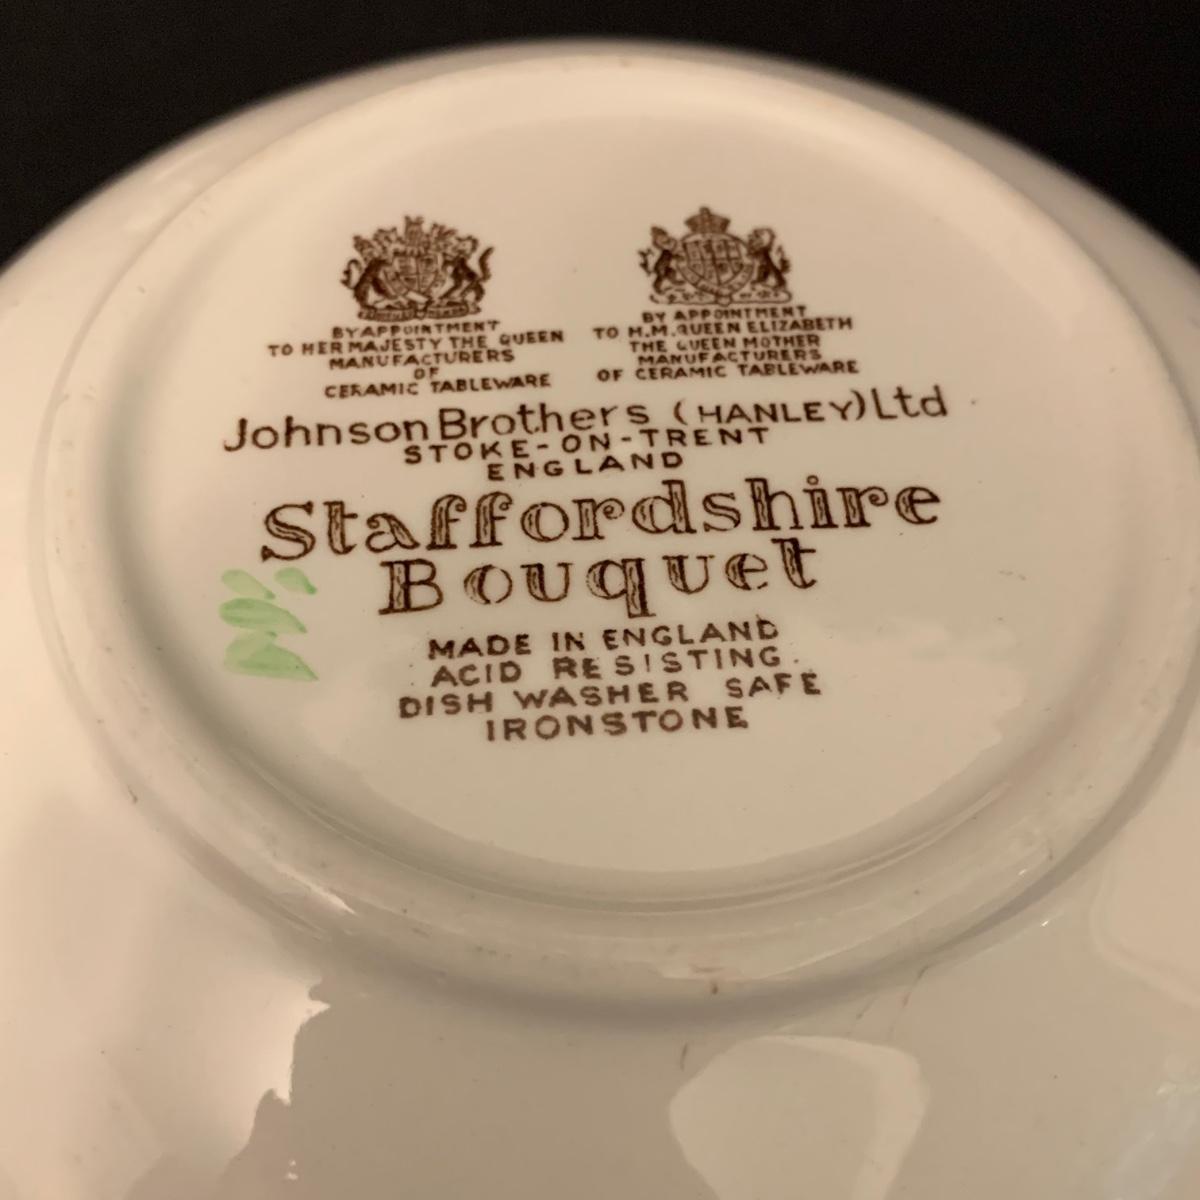 BY APPOINTMENT
TO HER MAJESTY THE QUEEN
MANUFACTURERS
OF
CERAMIC TABLEWARE
BY APPOINTMENT
TO H.M.QUEEN ELIZABETH
THE QUEEN MOTHER
MANUFACTURERS
OF CERAMIC TABLEWARE
Johnson Brothers (HANLEY) Ltd
STOKE-ON-TRENT
ENGLAND
Staffordshire
Bouquet
MADE IN ENGLAND
ACID RESISTING
DISH WASHER SAFE
IRONSTONE